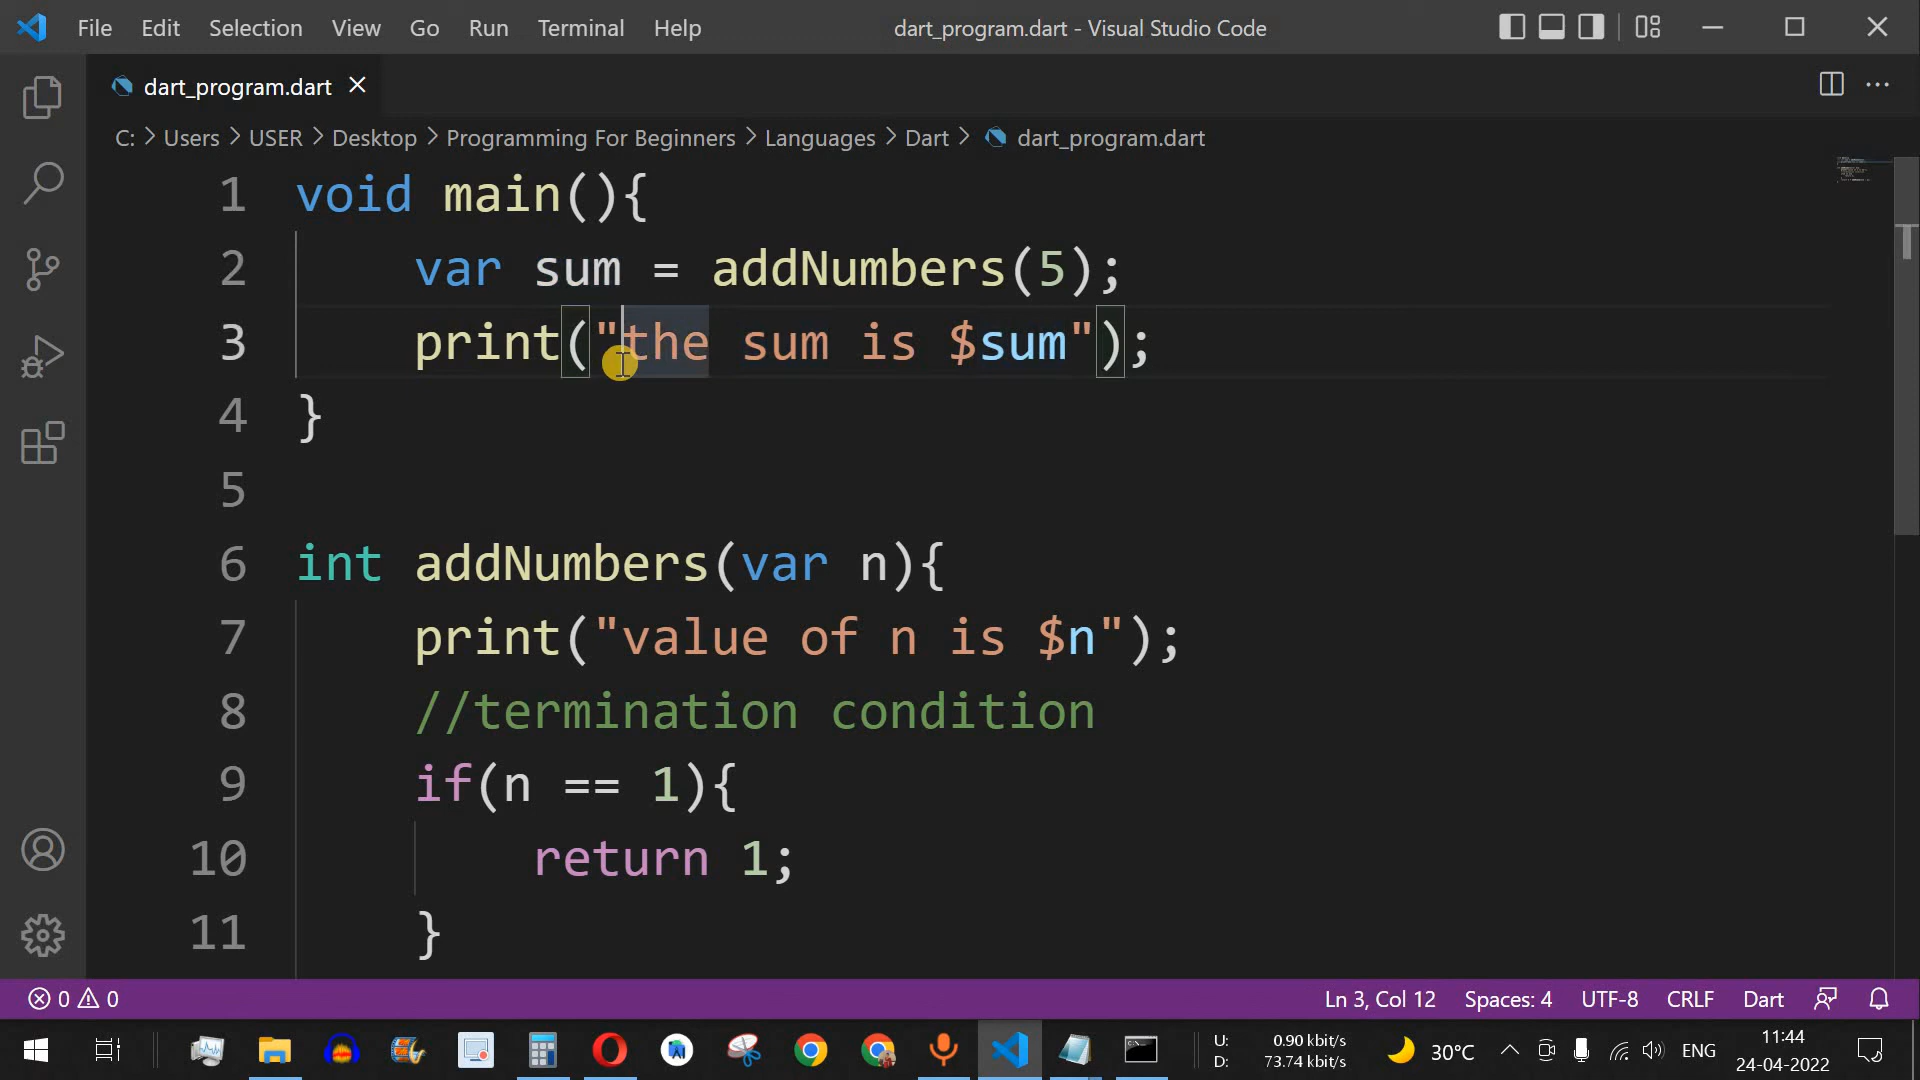 File Edit Selection View Go Run Terminal Help dart_program.dart - Visual Studio Code
dart_program.dart
C: > Users > USER > Desktop > Programming For Beginners > Languages > Dart > dart_program.dart
1 void main(){
2 var sum = addNumbers(5);
3 print("the sum is $sum");
4 }
5
6 int addNumbers(var n){
7 print("value of n is $n");
8 //termination condition
9 if(n == 1){
10 return 1;
11 }
0 0 Ln 3, Col 12 Spaces: 4 UTF-8 CRLF Dart
U: 0.90 kbit/s
D: 73.74 kbit/s
30°C ENG
11:44
24-04-2022